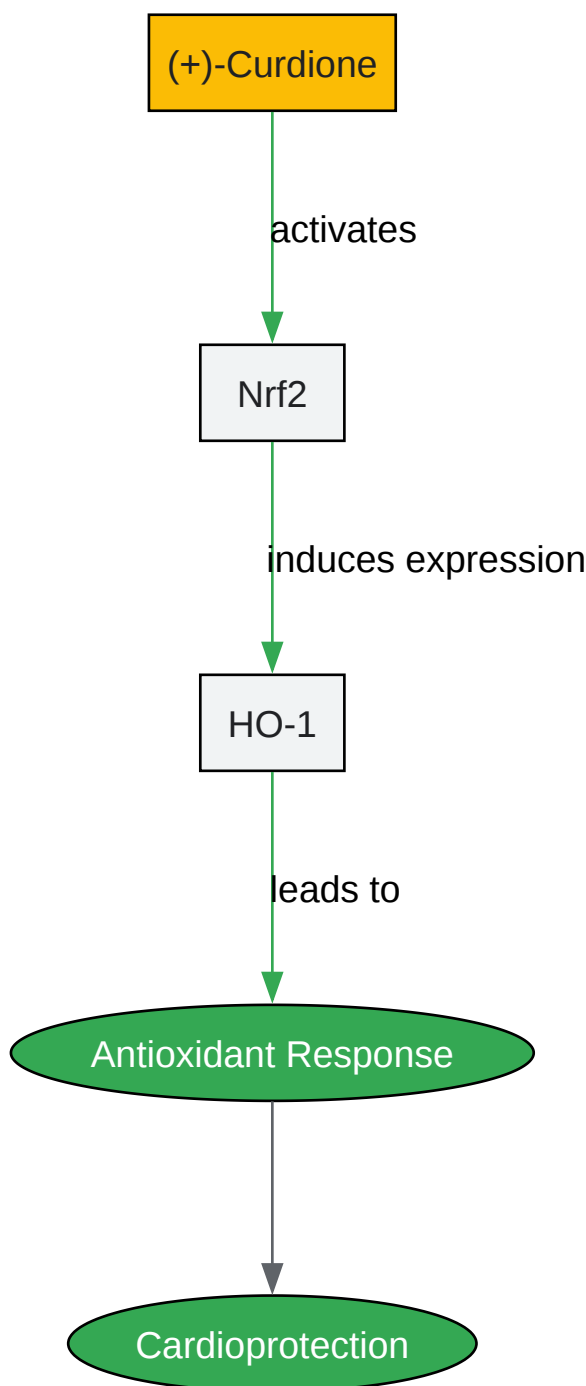 (+)-Curdione
activates
Nrf2
induces expression
HO-1
leads to
Antioxidant Response
Cardioprotection